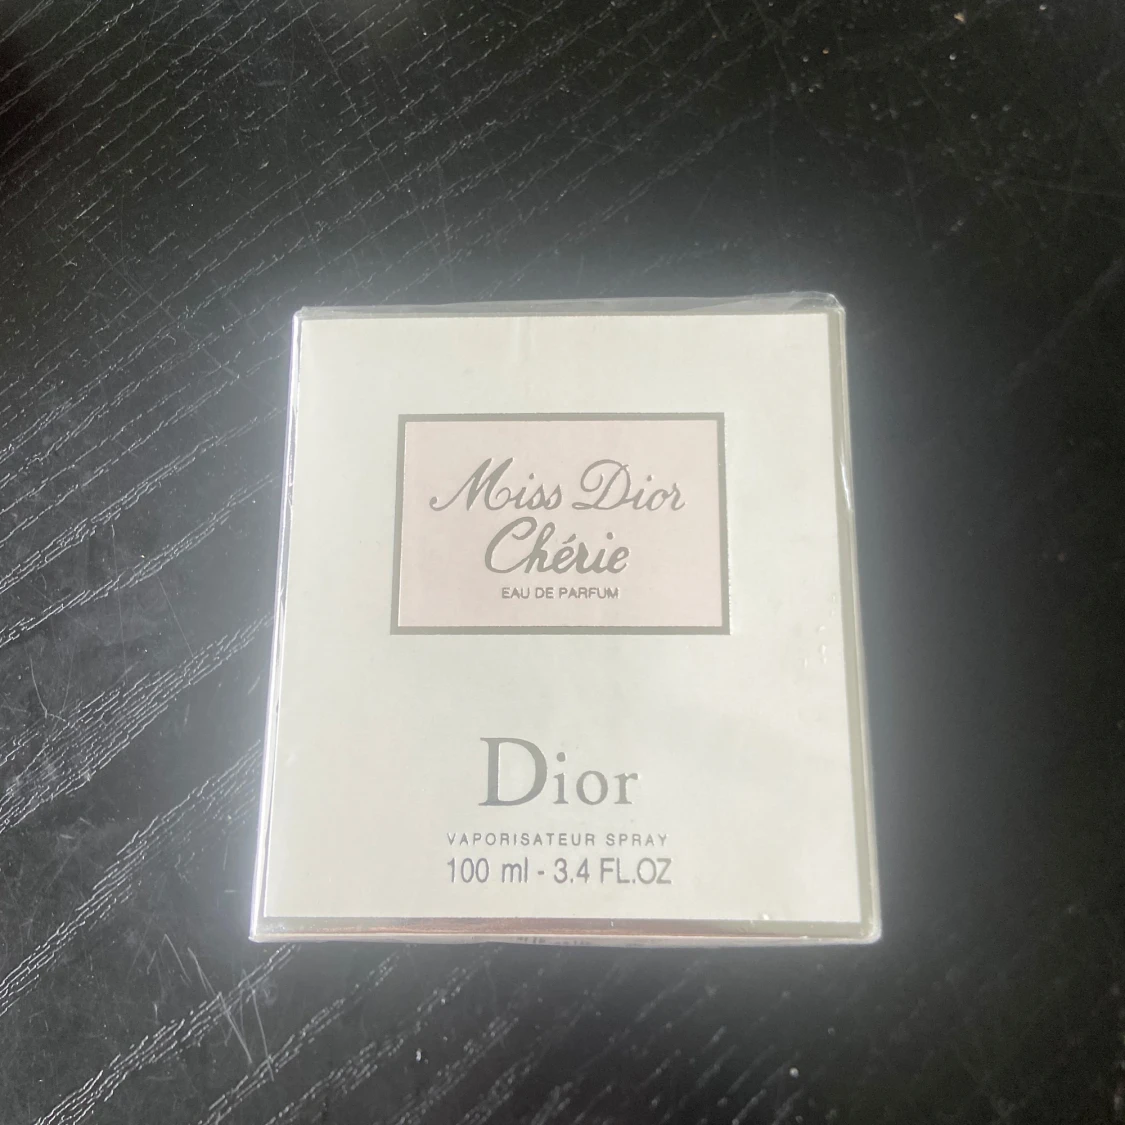 Miss Dior
Chérie
EAU DE PARFUM
Dior
VAPORISATEUR SPRAY
100 ml - 3.4 FL.OZ